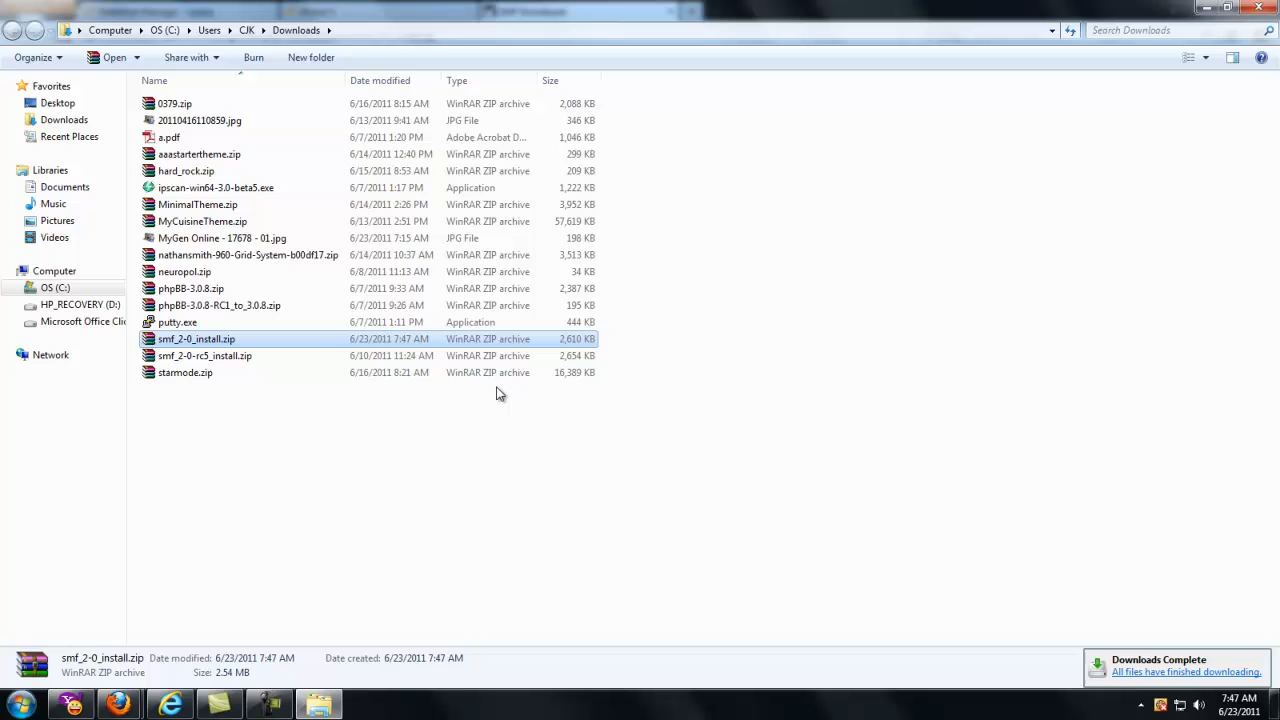 Computer OS (C:) Users CJK Downloads Search Downloads
Organize Open Share with Burn New folder
Name Date modified Type Size
Favorites
Desktop
Downloads
Recent Places
Libraries
Documents
Music
Pictures
Videos
Computer
OS (C:)
HP_RECOVERY (D:)
Microsoft Office Clic
Network
0379.zip 6/16/2011 8:15 AM WinRAR ZIP archive 2,088 KB
20110416110859.jpg 6/13/2011 9:41 AM JPG File 346 KB
a.pdf 6/7/2011 1:20 PM Adobe Acrobat D... 1,046 KB
aaastartertheme.zip 6/14/2011 12:40 PM WinRAR ZIP archive 299 KB
hard_rock.zip 6/15/2011 8:53 AM WinRAR ZIP archive 209 KB
ipscan-win64-3.0-beta5.exe 6/7/2011 1:17 PM Application 1,222 KB
MinimalTheme.zip 6/14/2011 2:26 PM WinRAR ZIP archive 3,952 KB
MyCuisineTheme.zip 6/13/2011 2:51 PM WinRAR ZIP archive 57,619 KB
MyGen Online - 17678 - 01.jpg 6/23/2011 7:15 AM JPG File 198 KB
nathansmith-960-Grid-System-b00df17.zip 6/14/2011 10:37 AM WinRAR ZIP archive 3,513 KB
neuropol.zip 6/8/2011 11:13 AM WinRAR ZIP archive 34 KB
phpBB-3.0.8.zip 6/7/2011 9:33 AM WinRAR ZIP archive 2,387 KB
phpBB-3.0.8-RC1_to_3.0.8.zip 6/7/2011 9:26 AM WinRAR ZIP archive 195 KB
putty.exe 6/7/2011 1:11 PM Application 444 KB
smf_2-0_install.zip 6/23/2011 7:47 AM WinRAR ZIP archive 2,610 KB
smf_2-0-rc5_install.zip 6/10/2011 11:24 AM WinRAR ZIP archive 2,654 KB
starmode.zip 6/16/2011 8:21 AM WinRAR ZIP archive 16,389 KB
smf_2-0_install.zip Date modified: 6/23/2011 7:47 AM Date created: 6/23/2011 7:47 AM
WinRAR ZIP archive Size: 2.54 MB
Downloads Complete
All files have finished downloading.
7:47 AM
6/23/2011